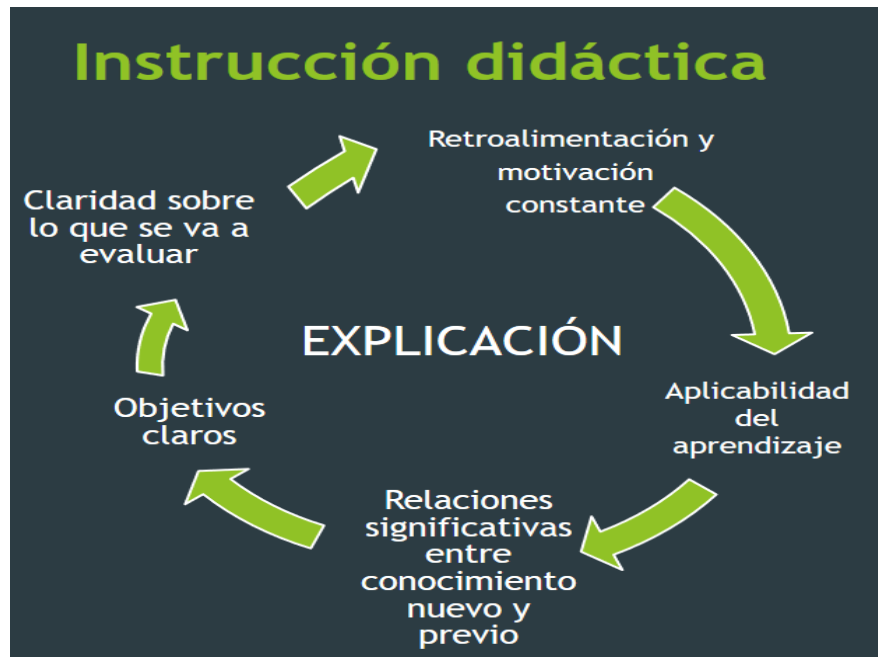 Instrucción didáctica
Retroalimentación y
motivación
constante
Aplicabilidad
del
aprendizaje
Relaciones
significativas
entre
conocimiento
nuevo y
previo
Objetivos
claros
Claridad sobre
lo que se va a
evaluar
EXPLICACIÓN